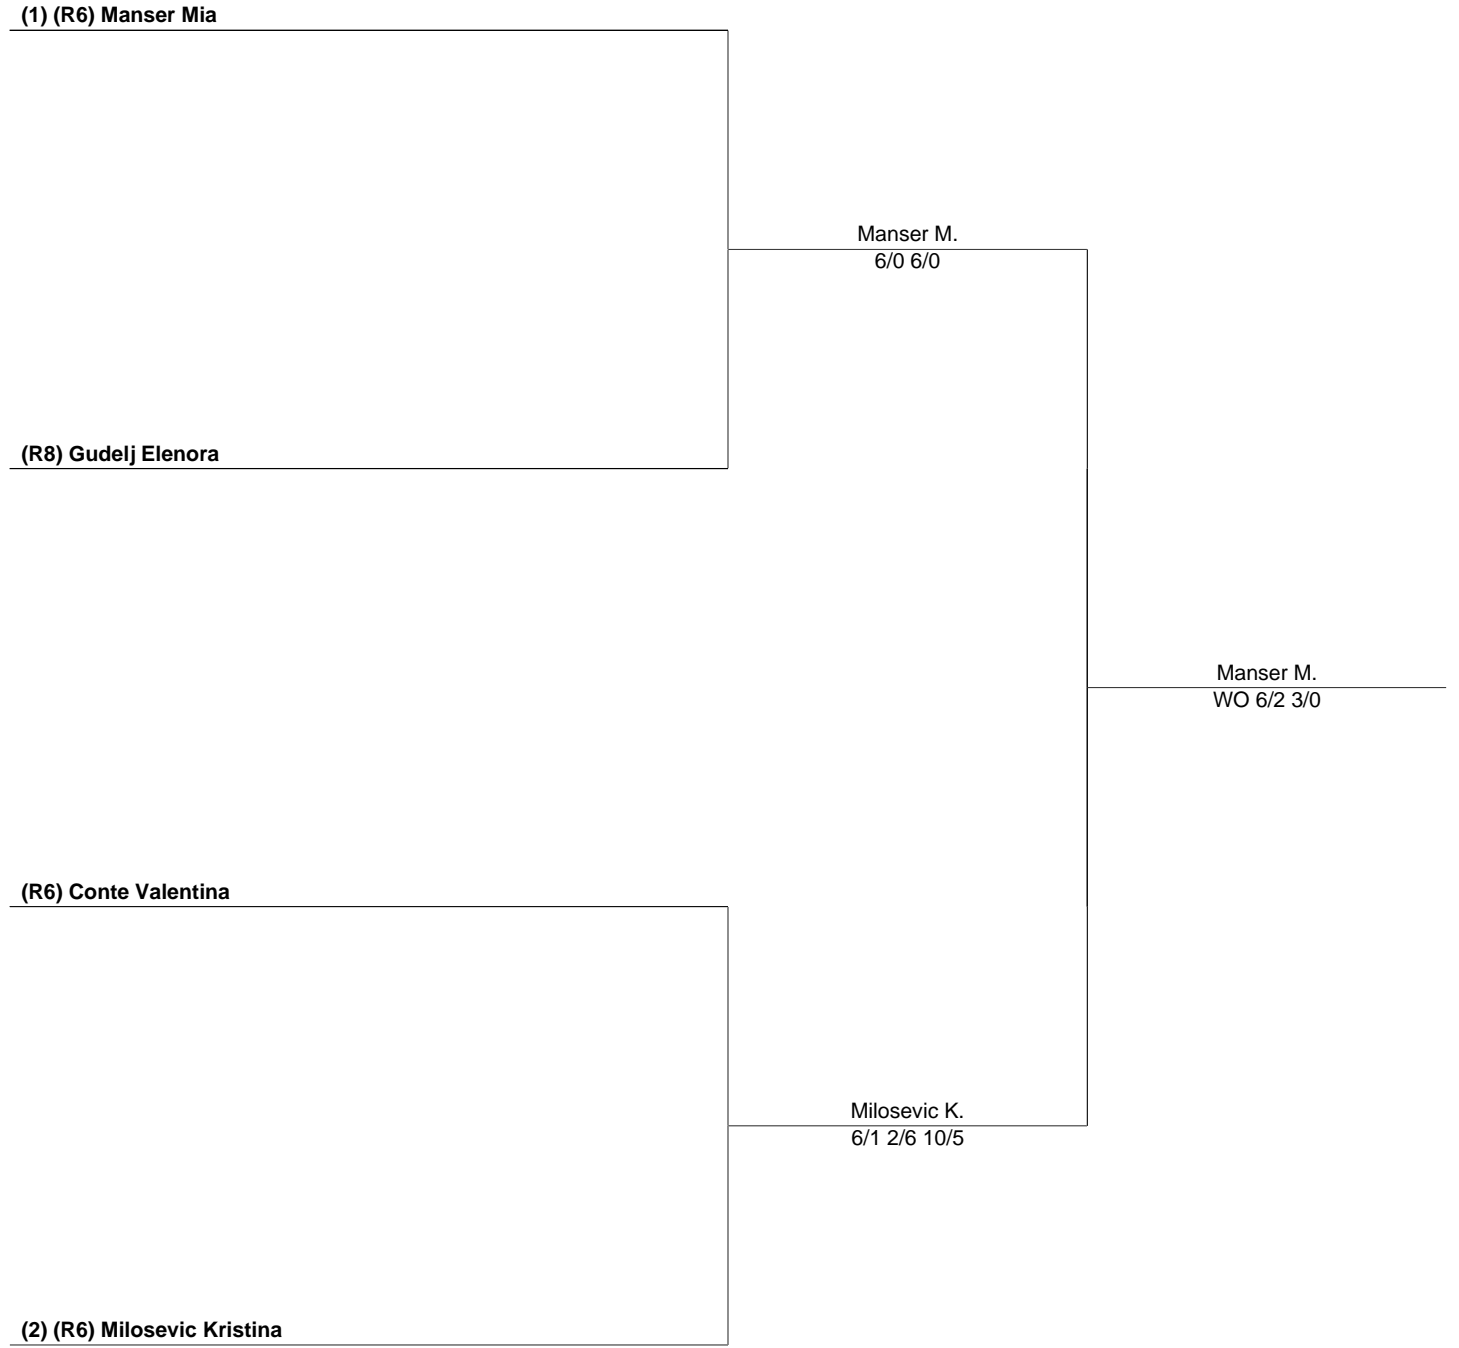 (1) (R6) Manser Mia
Manser M.
6/0 6/0
(R8) Gudelj Elenora
Manser M.
WO 6/2 3/0
(R6) Conte Valentina
Milosevic K.
6/1 2/6 10/5
(2) (R6) Milosevic Kristina